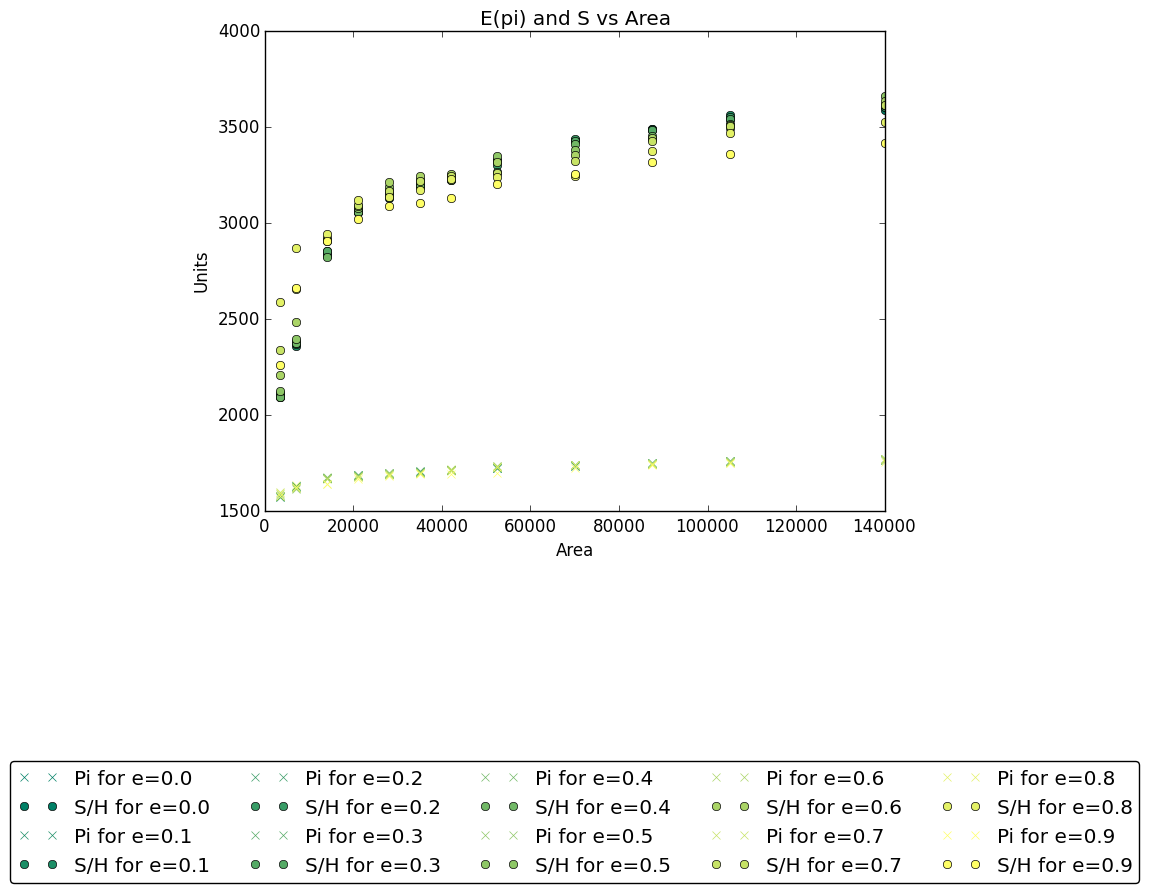 E(pi) and S vs Area
4000
3500
3000
2500
2000
1500
Units
0 20000 40000 60000 80000 100000 120000 140000
Area
Pi for e=0.0 Pi for e=0.2 Pi for e=0.4 Pi for e=0.6 Pi for e=0.8
S/H for e=0.0 S/H for e=0.2 S/H for e=0.4 S/H for e=0.6 S/H for e=0.8
Pi for e=0.1 Pi for e=0.3 Pi for e=0.5 Pi for e=0.7 Pi for e=0.9
S/H for e=0.1 S/H for e=0.3 S/H for e=0.5 S/H for e=0.7 S/H for e=0.9